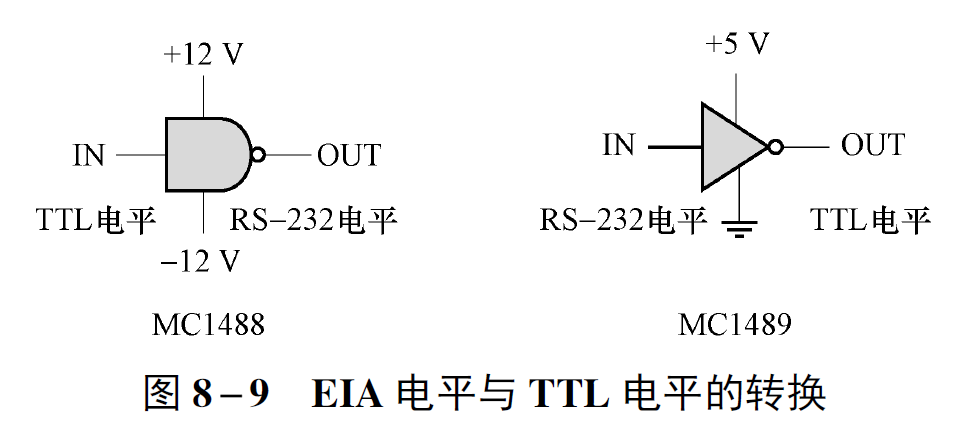 +12 V
IN
OUT
TTL电平
RS-232电平
-12 V
MC1488
+5 V
IN
OUT
RS-232电平
TTL电平
MC1489
图 8-9 EIA 电平与 TTL 电平的转换